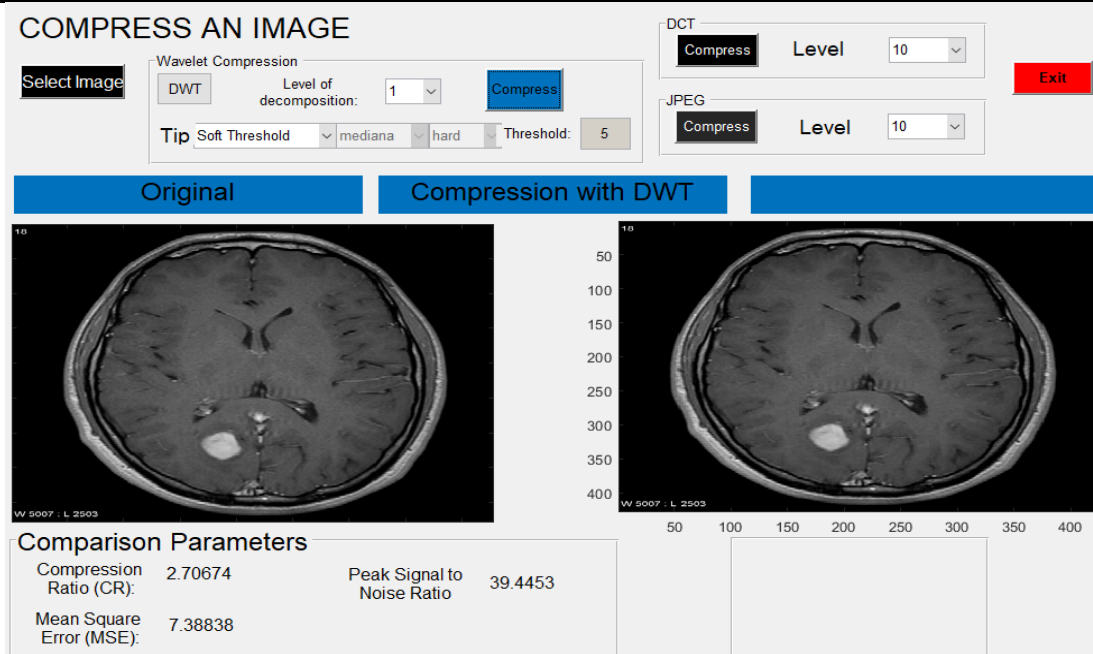 COMPRESS AN IMAGE
Select Image
Wavelet Compression
DWT
Level of
decomposition:
1
Compress
Tip
Soft Threshold
mediana
hard
Threshold:
5
DCT
Compress
Level
10
JPEG
Compress
Level
10
Exit
Original
Compression with DWT
18
W 5007 : L 2503
18
W 5007 : L 2503
50
100
150
200
250
300
350
400
50 100 150 200 250 300 350 400
Comparison Parameters
Compression
Ratio (CR):
2.70674
Peak Signal to
Noise Ratio
39.4453
Mean Square
Error (MSE):
7.38838